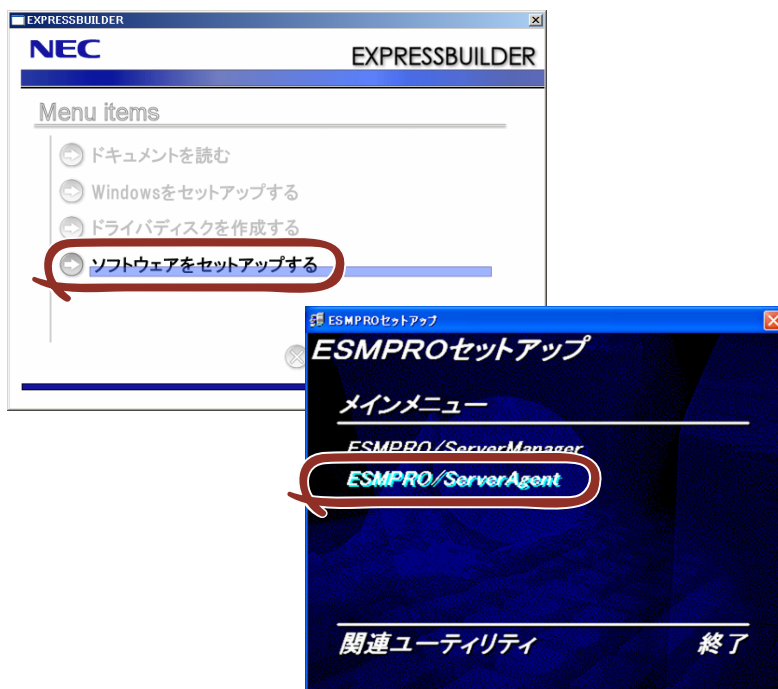 EXPRESSBUILDER
NEC
EXPRESSBUILDER
Menu items
ドキュメントを読む
Windowsをセットアップする
ドライバディスクを作成する
ソフトウェアをセットアップする
ESMPROセットアップ
ESMPROセットアップ
メインメニュー
ESMPRO/ServerManager
ESMPRO/ServerAgent
関連ユーティリティ
終了